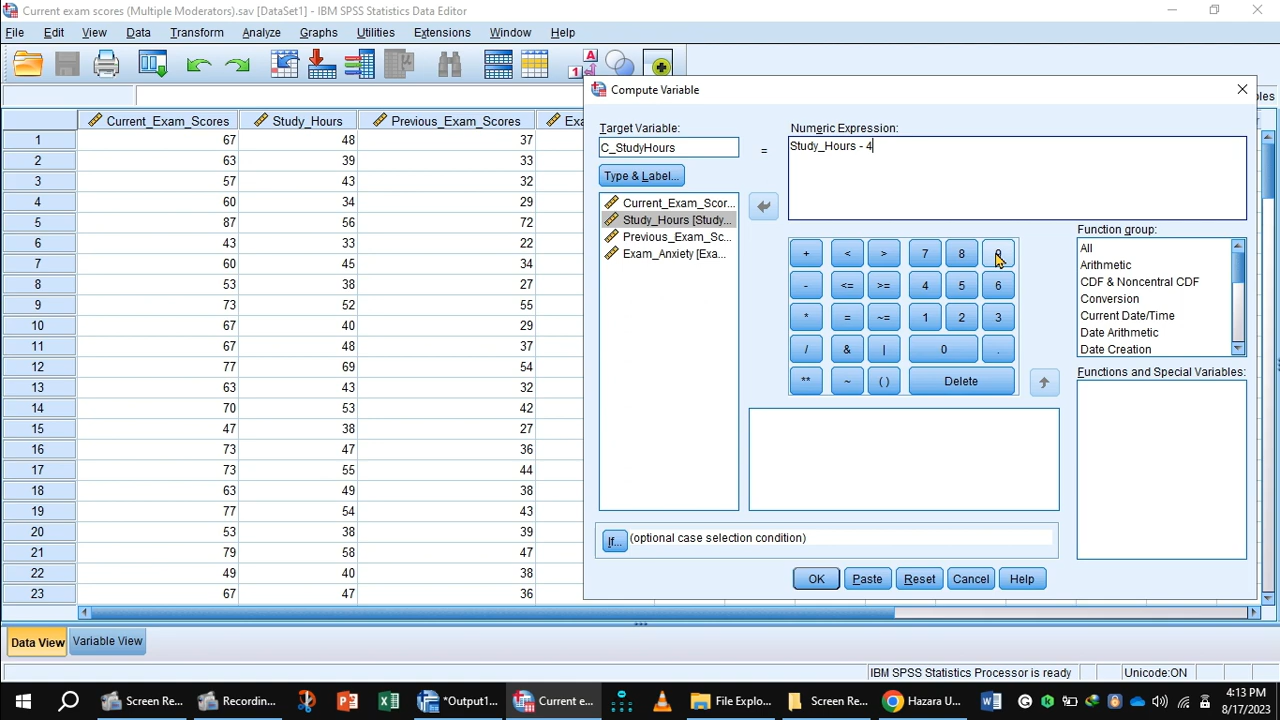 Current exam scores (Multiple Moderators).sav [DataSet1] - IBM SPSS Statistics Data Editor
File Edit View Data Transform Analyze Graphs Utilities Extensions Window Help
A
1
Compute Variable
Target Variable:
C_StudyHours
=
Numeric Expression:
Study_Hours - 4
Type & Label...
Current_Exam_Scor...
Study_Hours [Study...
Previous_Exam_Sc...
Exam_Anxiety [Exa...
+ < > 7 8 9
- <= >= 4 5 6
* = ~= 1 2 3
/ & | 0 .
** ~ ( ) Delete
Function group:
All
Arithmetic
CDF & Noncentral CDF
Conversion
Current Date/Time
Date Arithmetic
Date Creation
Functions and Special Variables:
If... (optional case selection condition)
OK Paste Reset Cancel Help
Current_Exam_Scores Study_Hours Previous_Exam_Scores
1 67 48 37
2 63 39 33
3 57 43 32
4 60 34 29
5 87 56 72
6 43 33 22
7 60 45 34
8 53 38 27
9 73 52 55
10 67 40 29
11 67 48 37
12 77 69 54
13 63 43 32
14 70 53 42
15 47 38 27
16 73 47 36
17 73 55 44
18 63 49 38
19 77 54 43
20 53 38 39
21 79 58 47
22 49 40 38
23 67 47 36
Data View Variable View
IBM SPSS Statistics Processor is ready Unicode:ON
Screen Re... Recordin... *Output1... Current e... File Explo... Screen Re... Hazara U...
4:13 PM
8/17/2023